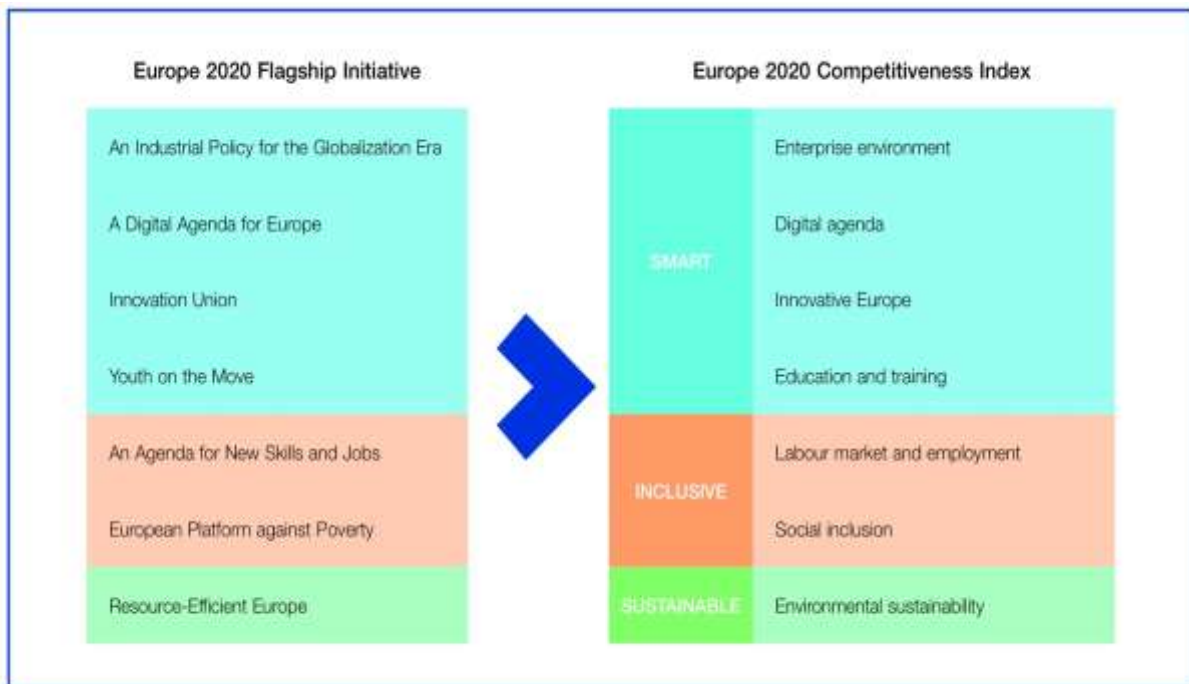 Europe 2020 Flagship Initiative
An Industrial Policy for the Globalization Era
A Digital Agenda for Europe
Innovation Union
Youth on the Move
An Agenda for New Skills and Jobs
European Platform against Poverty
Resource-Efficient Europe
Europe 2020 Competitiveness Index
SMART
Enterprise environment
Digital agenda
Innovative Europe
Education and training
INCLUSIVE
Labour market and employment
Social inclusion
SUSTAINABLE
Environmental sustainability